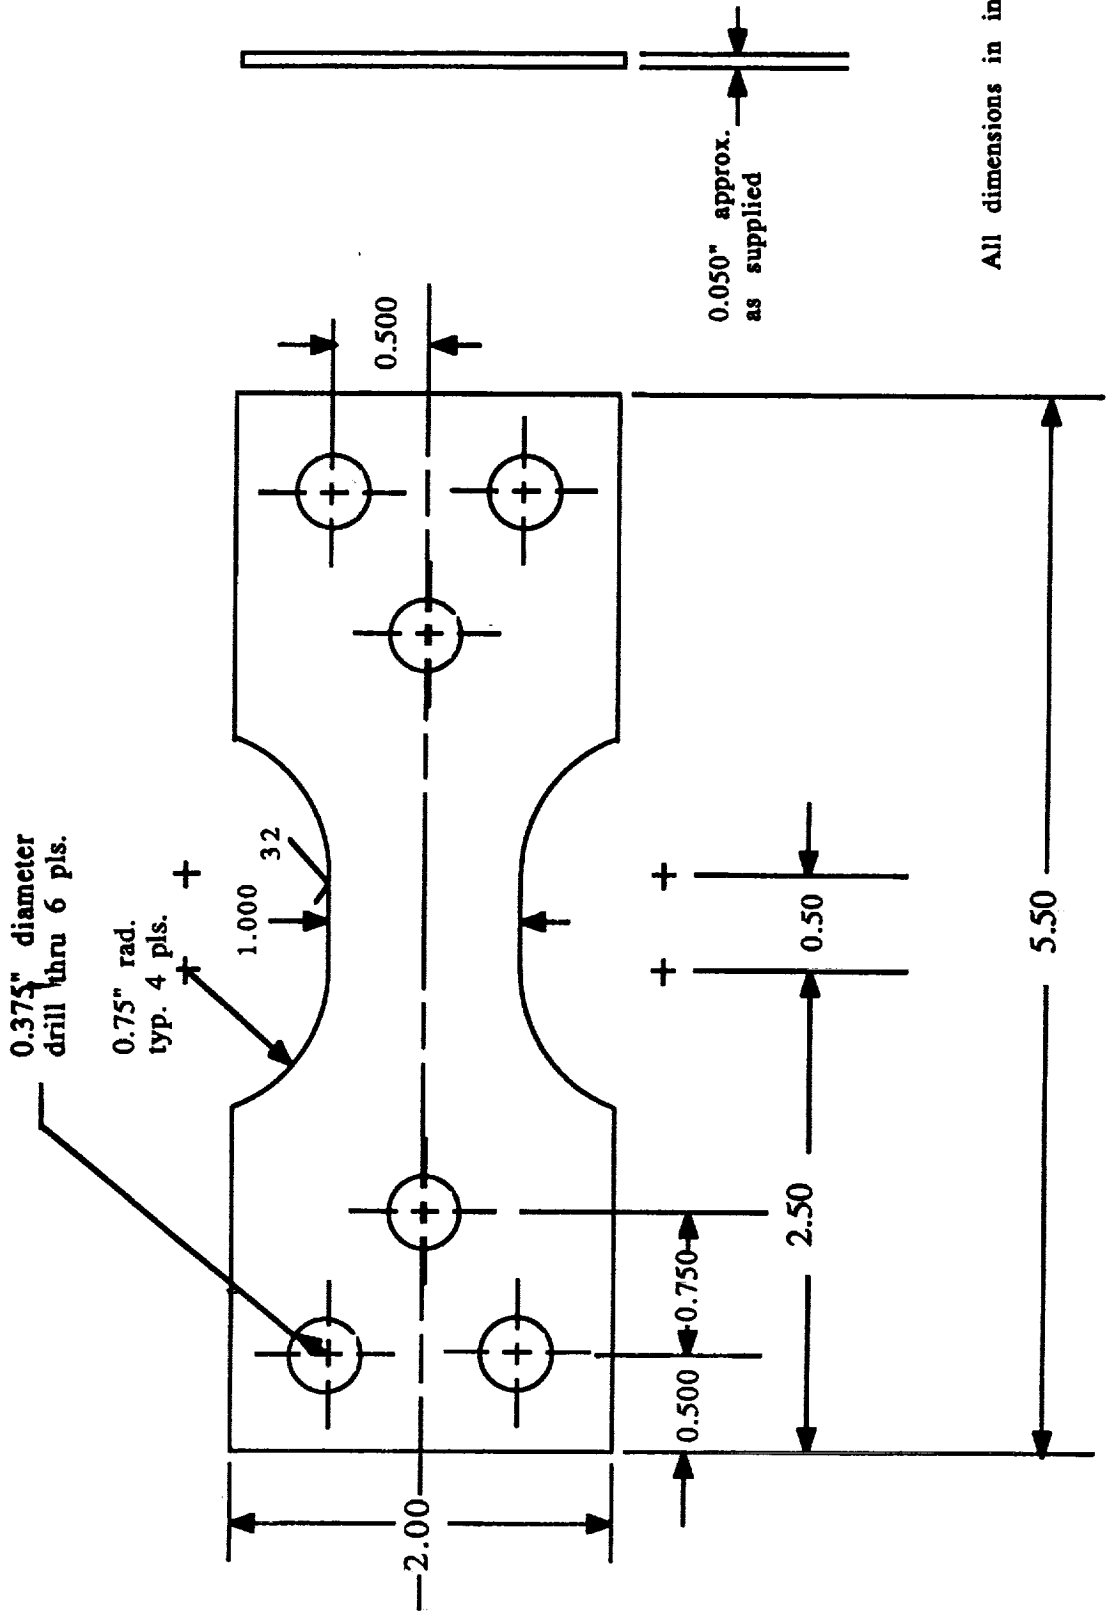 0.375" diameter
drill thru 6 pls.
0.75" rad.
typ. 4 pls.
1.000
32
0.500
2.00
0.500
0.750
2.50
0.50
5.50
0.050" approx.
as supplied
All dimensions in in